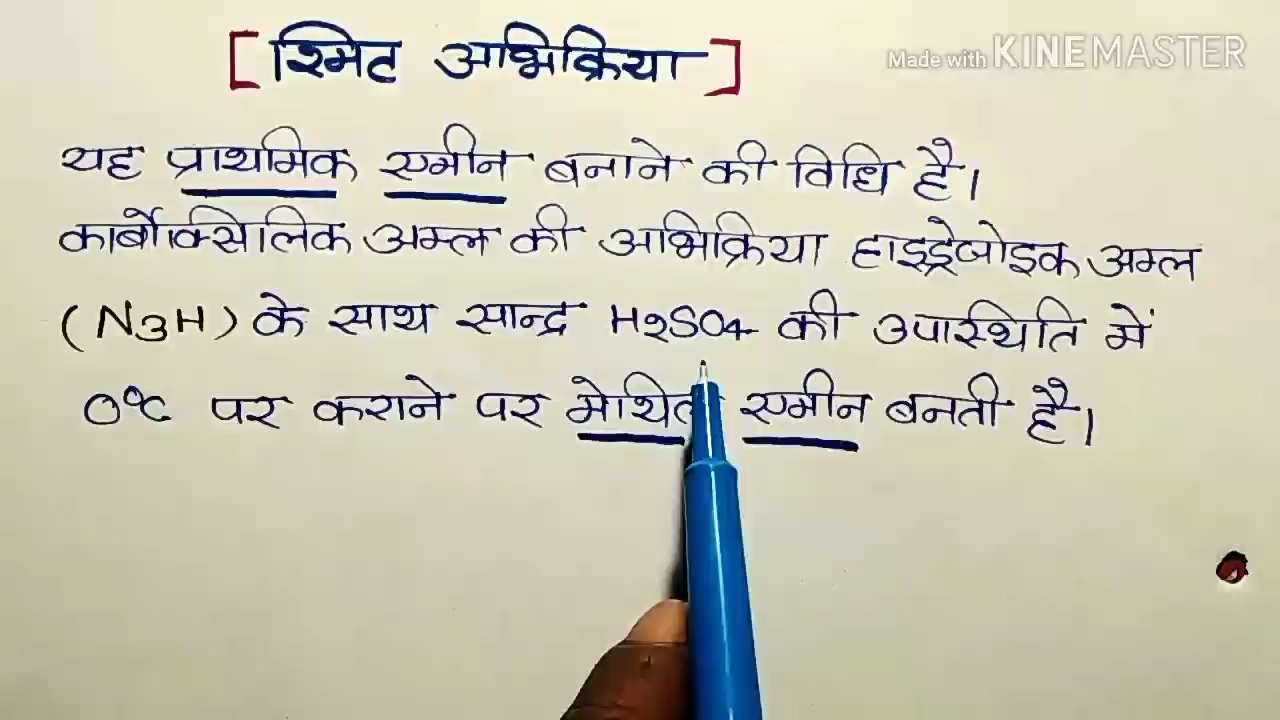 [श्मिट अभिक्रिया]
Made with KINEMASTER
यह प्राथमिक एमीन बनाने की विधि है।
कार्बोक्सिलिक अम्ल की अभिक्रिया हाइड्रेजोइक अम्ल
(N3H) के साथ सान्द्र H2SO4 की उपास्थिति में
0°C पर कराने पर मेथिल एमीन बनती है।